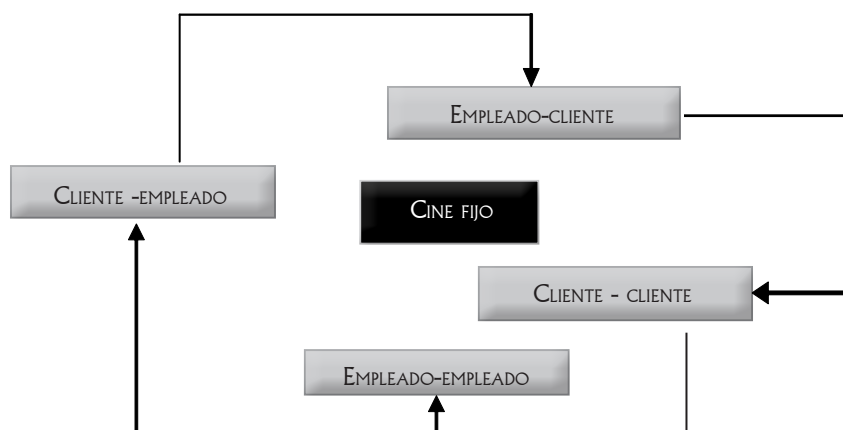 Empleado-cliente
Cliente -empleado
Cine fijo
Cliente - cliente
Empleado-empleado